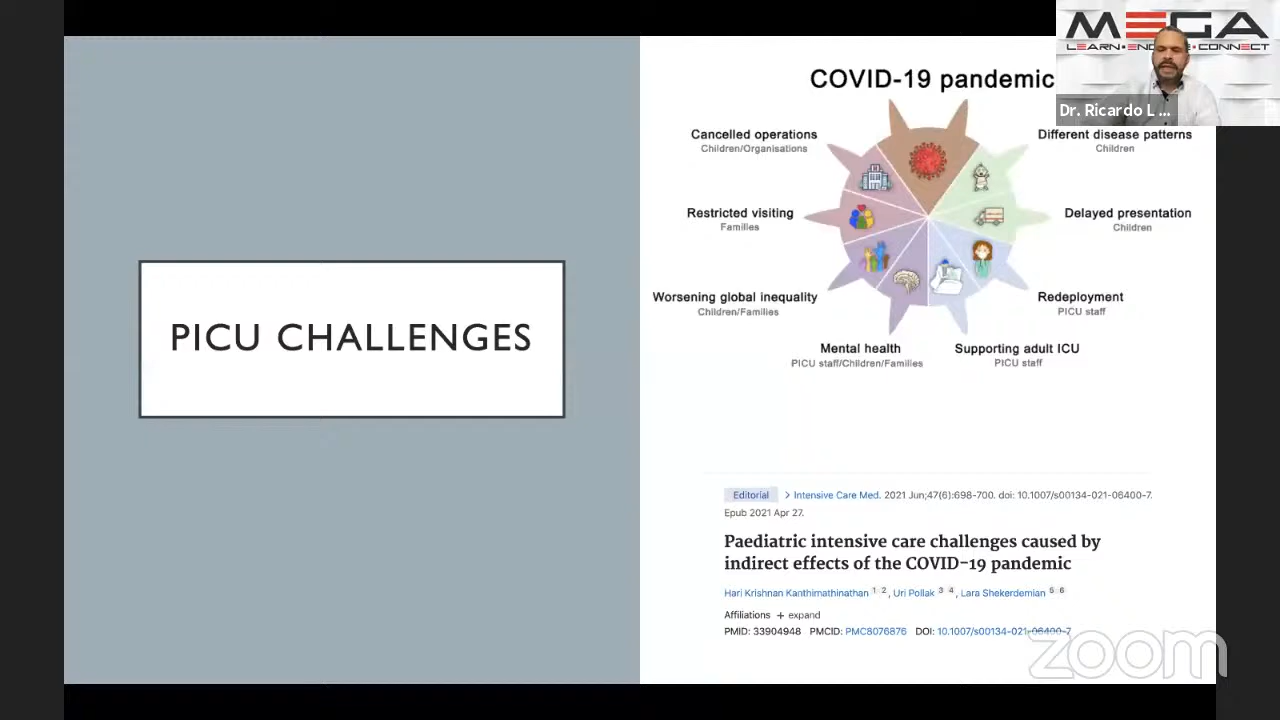 PICU CHALLENGES
COVID-19 pandemic
Cancelled operations
Children/Organisations
Restricted visiting
Families
Worsening global inequality
Children/Families
Mental health
PICU staff/Children/Families
Supporting adult ICU
PICU staff
Redeployment
PICU staff
Delayed presentation
Children
Different disease patterns
Children
Editorial > Intensive Care Med. 2021 Jun;47(6):698-700. doi: 10.1007/s00134-021-06400-7.
Epub 2021 Apr 27.
Paediatric intensive care challenges caused by
indirect effects of the COVID-19 pandemic
Hari Krishnan Kanthimathinathan 1 2, Uri Pollak 3 4, Lara Shekerdemian 5 6
Affiliations + expand
PMID: 33904948 PMCID: PMC8076876 DOI: 10.1007/s00134-021-06400-7
zoom
MEGA
LEARN
CONNECT
Dr. Ricardo L ...